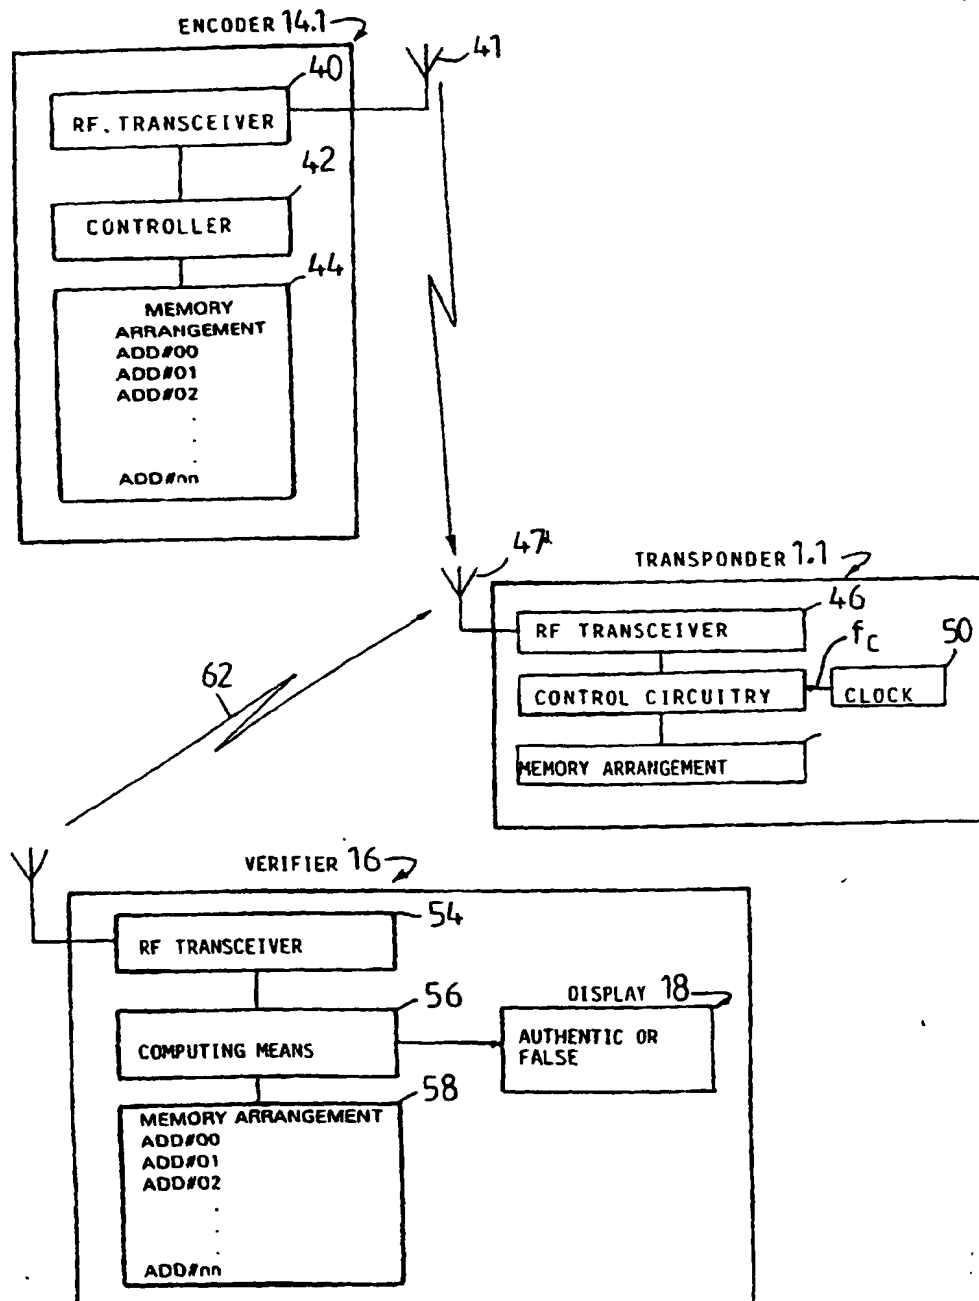 ENCODER 14.1
41
40
RF. TRANSCEIVER
42
CONTROLLER
44
MEMORY
ARRANGEMENT
ADD#00
ADD#01
ADD#02
.
.
.
ADD#nn
47
TRANSPONDER 1.1
46
RF TRANSCEIVER
fc
50
CONTROL CIRCUITRY
CLOCK
MEMORY ARRANGEMENT
62
VERIFIER 16
54
RF TRANSCEIVER
56
DISPLAY 18
COMPUTING MEANS
AUTHENTIC OR
FALSE
58
MEMORY ARRANGEMENT
ADD#00
ADD#01
ADD#02
.
.
.
ADD#nn